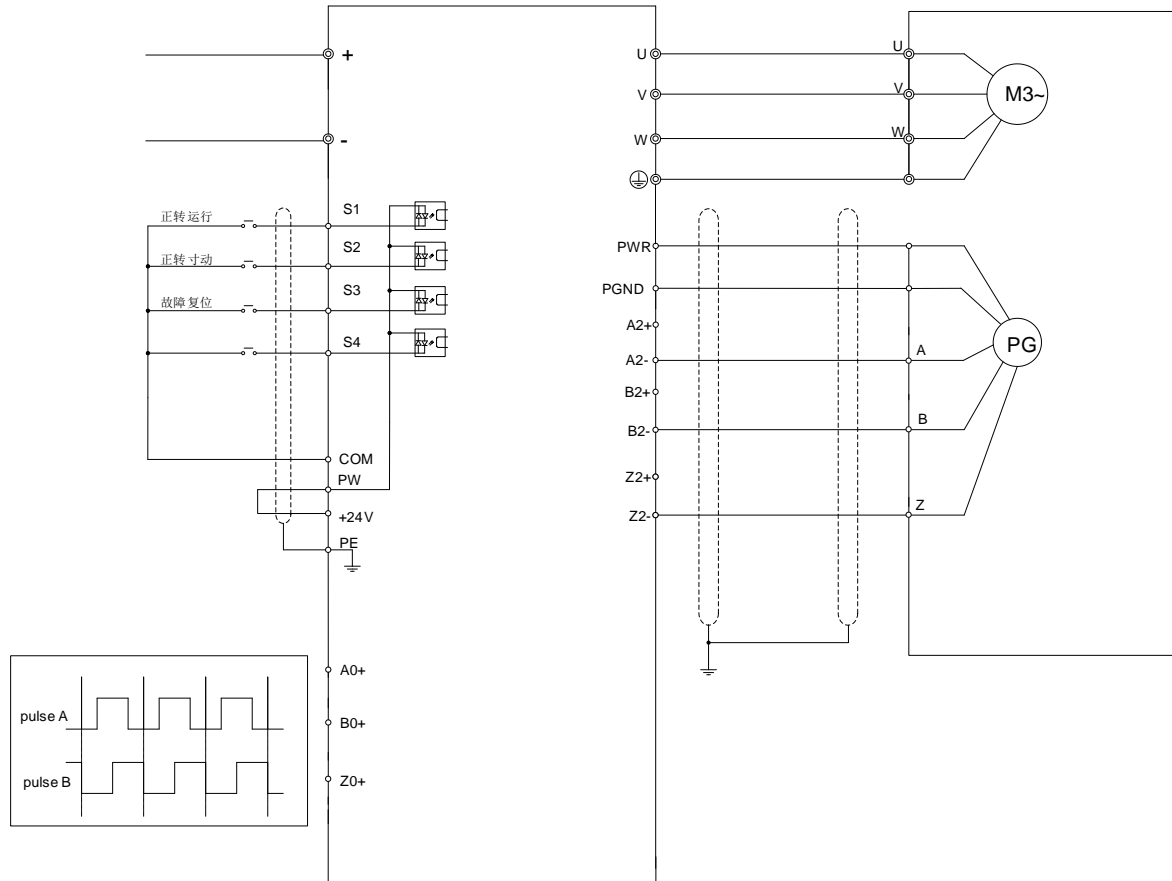 +
-
正转运行
S1
正转寸动
S2
故障复位
S3
S4
COM
PW
+24V
PE
A0+
B0+
Z0+
pulse A
pulse B
U
V
W
PWR
PGND
A2+
A2-
B2+
B2-
Z2+
Z2-
U
V
W
M3~
A
B
Z
PG